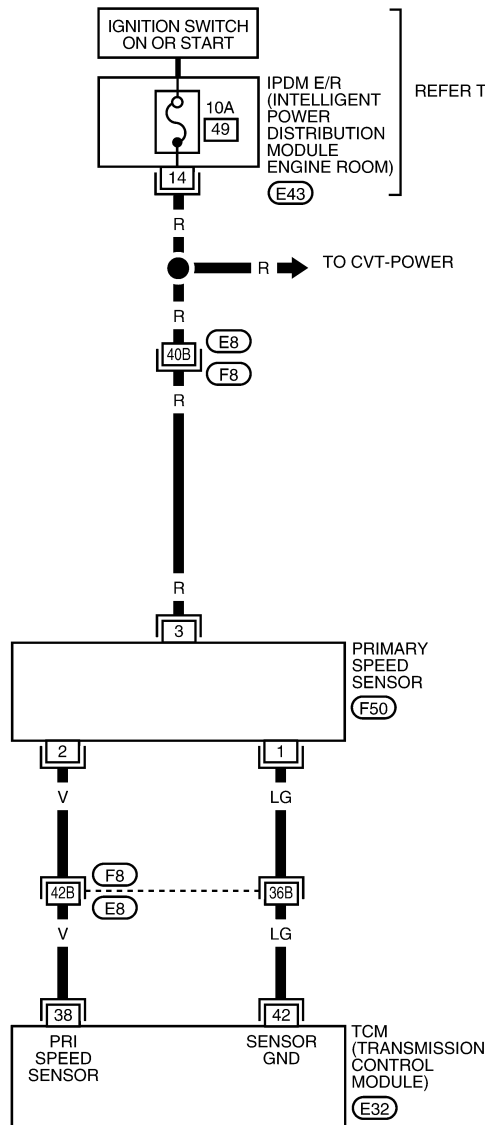 IGNITION SWITCH
ON OR START
IPDM E/R
(INTELLIGENT
POWER
DISTRIBUTION
MODULE
ENGINE ROOM)
E43
10A
49
14
REFER T
R
R
TO CVT-POWER
R
40B
E8
F8
R
R
3
PRIMARY
SPEED
SENSOR
F50
2
1
V
LG
42B
F8
E8
36B
V
LG
38
42
PRI
SPEED
SENSOR
SENSOR
GND
TCM
(TRANSMISSION
CONTROL
MODULE)
E32